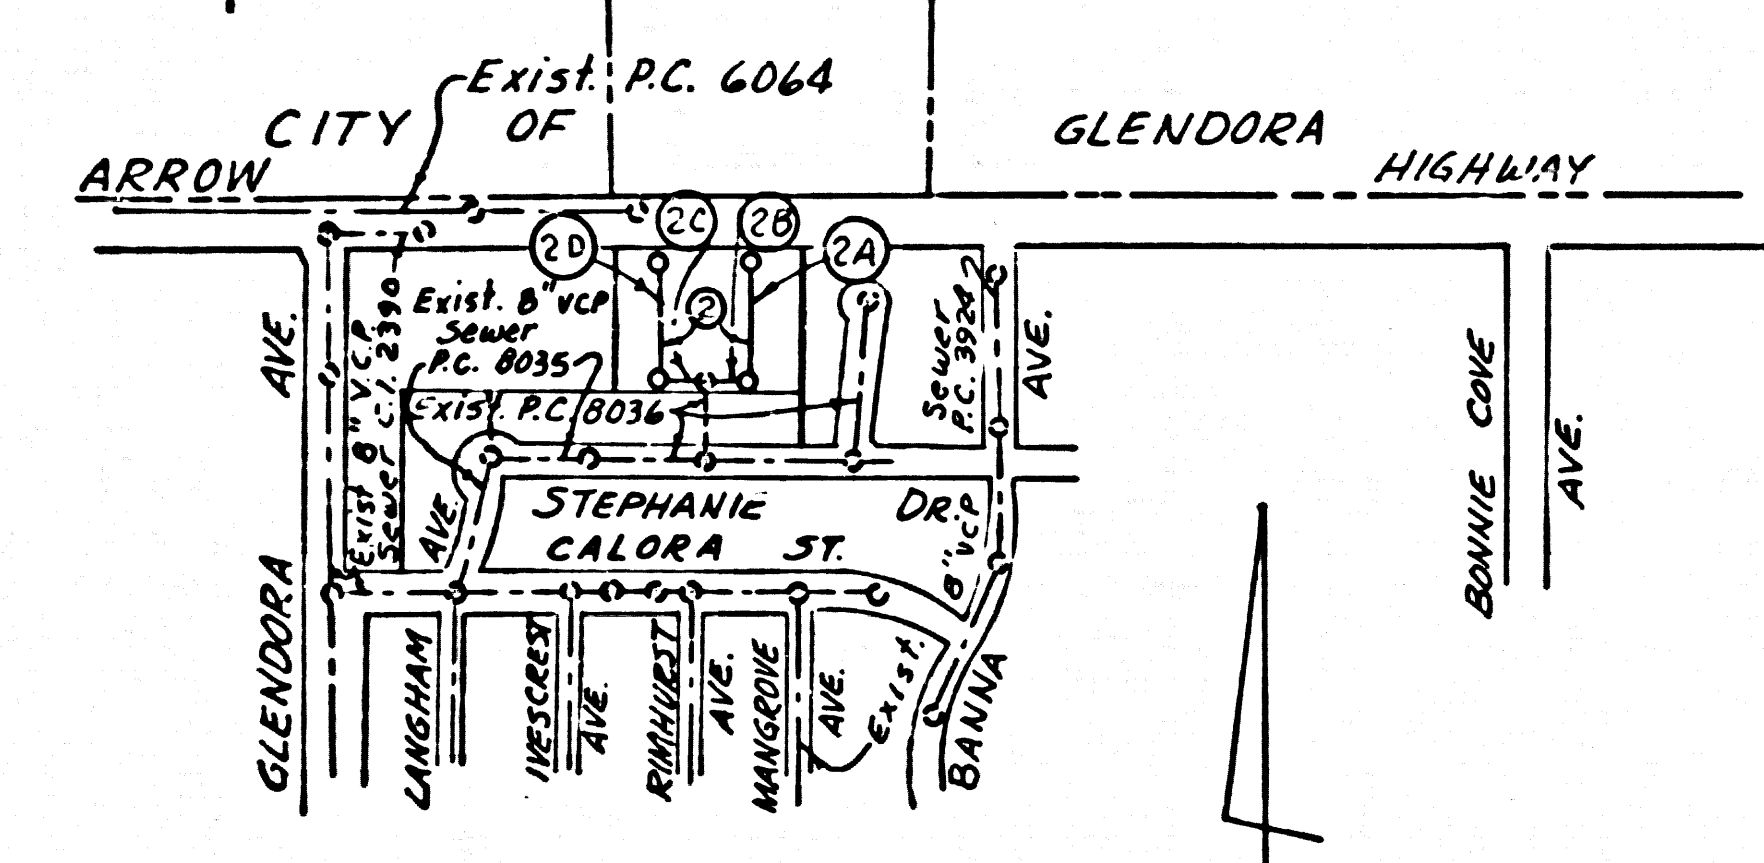 Exist. P.C. 6064
CITY OF GLENDORA
ARROW HIGHWAY
2C 2B
2D 2A
2
Exist. 8" VCP
Sewer
P.C. 8035
Exist. P.C. 8036
Exist 8" V.C.P.
Sewer C.I. 2390
Sewer
P.C. 3924
8" VCP
AVE.
STEPHANIE DR.
CALORA ST.
GLENDORA AVE.
LANGHAM
IVESCREST AVE.
RIMHURST AVE.
MANGROVE AVE.
Exist.
BANNA AVE.
BONNIE COVE AVE.